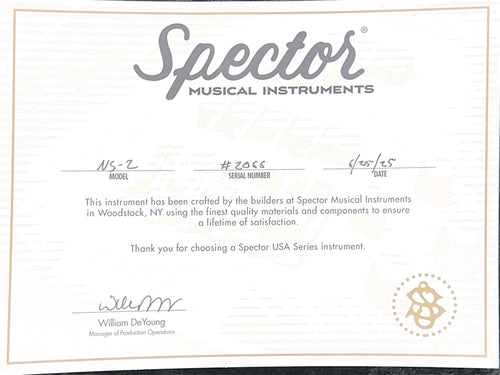 Spector®
MUSICAL INSTRUMENTS
NS-2 #2066 6/25/25
MODEL SERIAL NUMBER DATE
This instrument has been crafted by the builders at Spector Musical Instruments
in Woodstock, NY using the finest quality materials and components to ensure
a lifetime of satisfaction.
Thank you for choosing a Spector USA Series instrument.
William DeYoung
Manager of Production Operations